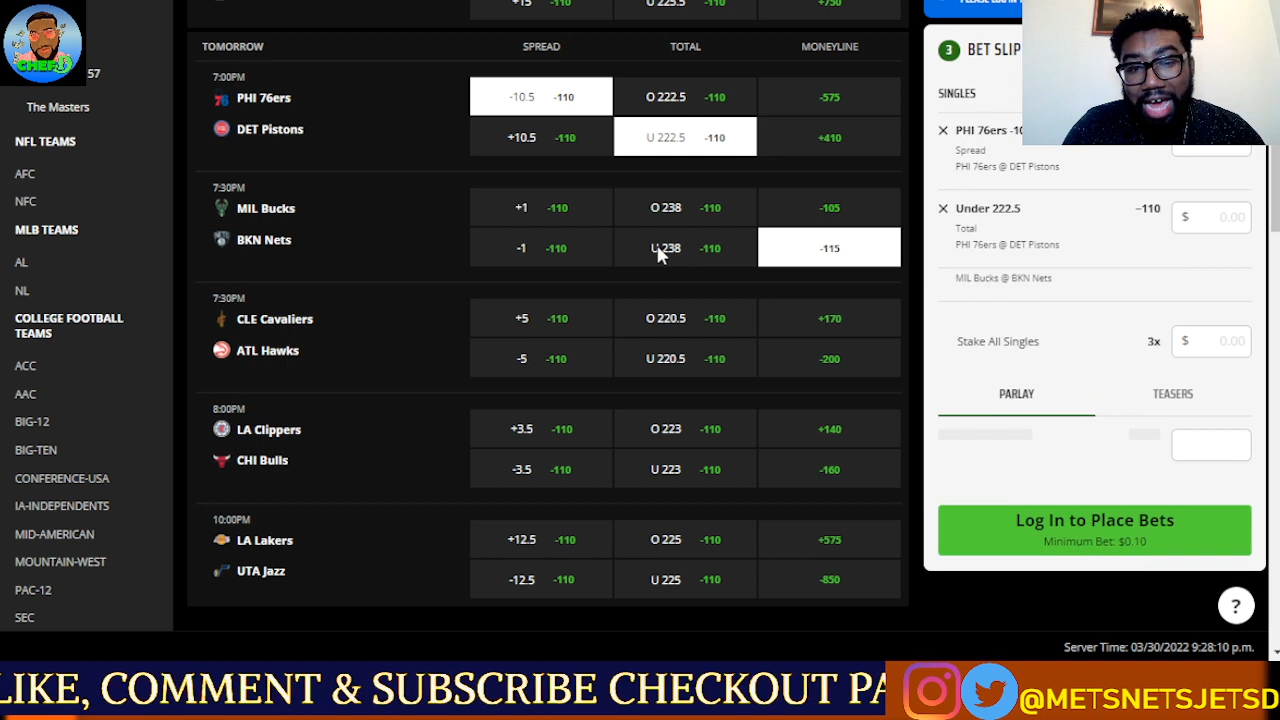 +15 -110 U 225.5 -110 +750
CHEF
57
The Masters
NFL TEAMS
AFC
NFC
MLB TEAMS
AL
NL
COLLEGE FOOTBALL
TEAMS
ACC
AAC
BIG-12
BIG-TEN
CONFERENCE-USA
IA-INDEPENDENTS
MID-AMERICAN
MOUNTAIN-WEST
PAC-12
SEC
TOMORROW SPREAD TOTAL MONEYLINE
7:00PM
PHI 76ers -10.5 -110 O 222.5 -110 -575
DET Pistons +10.5 -110 U 222.5 -110 +410
7:30PM
MIL Bucks +1 -110 O 238 -110 -105
BKN Nets -1 -110 U 238 -110 -115
7:30PM
CLE Cavaliers +5 -110 O 220.5 -110 +170
ATL Hawks -5 -110 U 220.5 -110 -200
8:00PM
LA Clippers +3.5 -110 O 223 -110 +140
CHI Bulls -3.5 -110 U 223 -110 -160
10:00PM
LA Lakers +12.5 -110 O 225 -110 +575
UTA Jazz -12.5 -110 U 225 -110 -850
3 BET SLIP
SINGLES
PHI 76ers -10
Spread
PHI 76ers @ DET Pistons
Under 222.5 -110 $ 0.00
Total
PHI 76ers @ DET Pistons
MIL Bucks @ BKN Nets
Stake All Singles 3x $ 0.00
PARLAY TEASERS
Log In to Place Bets
Minimum Bet: $0.10
?
Server Time: 03/30/2022 9:28:10 p.m.
LIKE, COMMENT & SUBSCRIBE CHECKOUT PA
@METSNETSJETSD